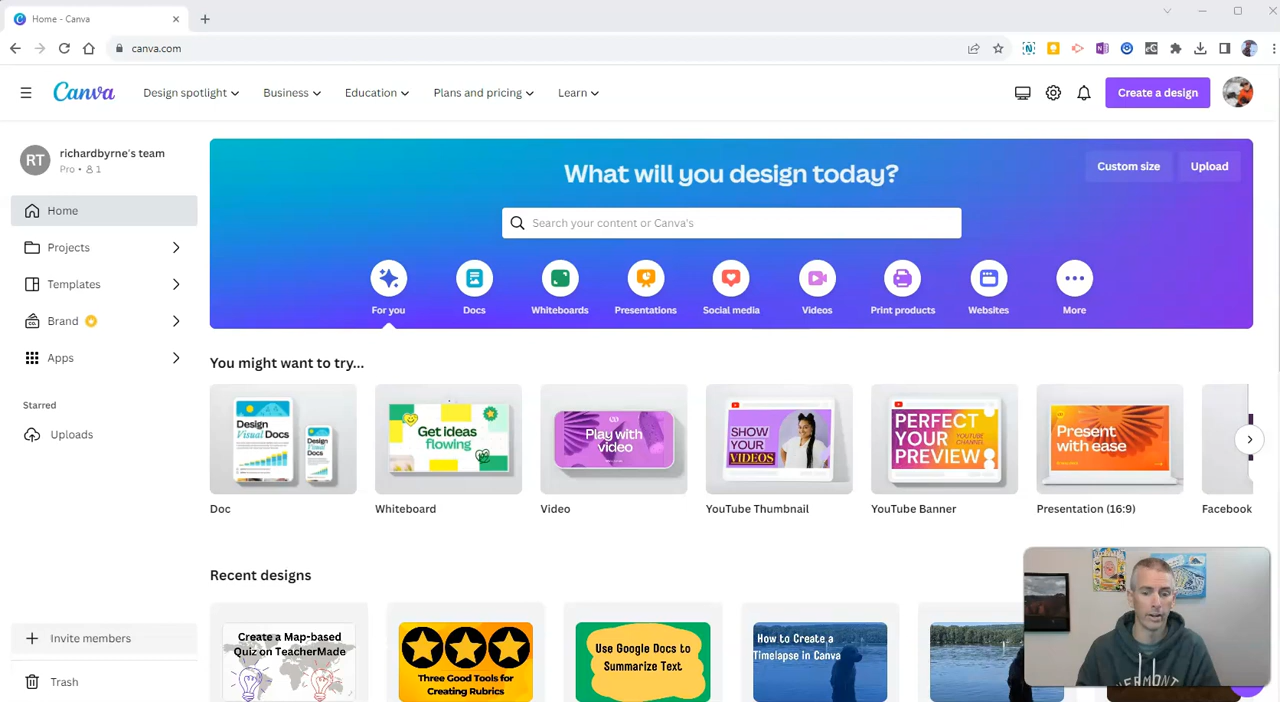 Home - Canva
canva.com
Canva
Design spotlight
Business
Education
Plans and pricing
Learn
Create a design
RT
richardbyrne's team
Pro • 1
Home
Projects
Templates
Brand
Apps
Starred
Uploads
Invite members
Trash
What will you design today?
Custom size
Upload
Search your content or Canva's
For you
Docs
Whiteboards
Presentations
Social media
Videos
Print products
Websites
More
You might want to try...
Design
Visual Docs
Design
Visual
Docs
Doc
Get ideas
flowing
Whiteboard
Play with
video
Video
SHOW
YOUR
VIDEOS
YouTube Thumbnail
PERFECT
YOUR
PREVIEW
YOUTUBE
CHANNEL
YouTube Banner
Present
with ease
Presentation (16:9)
Facebook
Recent designs
Create a Map-based
Quiz on TeacherMade
Three Good Tools for
Creating Rubrics
Use Google Docs to
Summarize Text
How to Create a
Timelapse in Canva